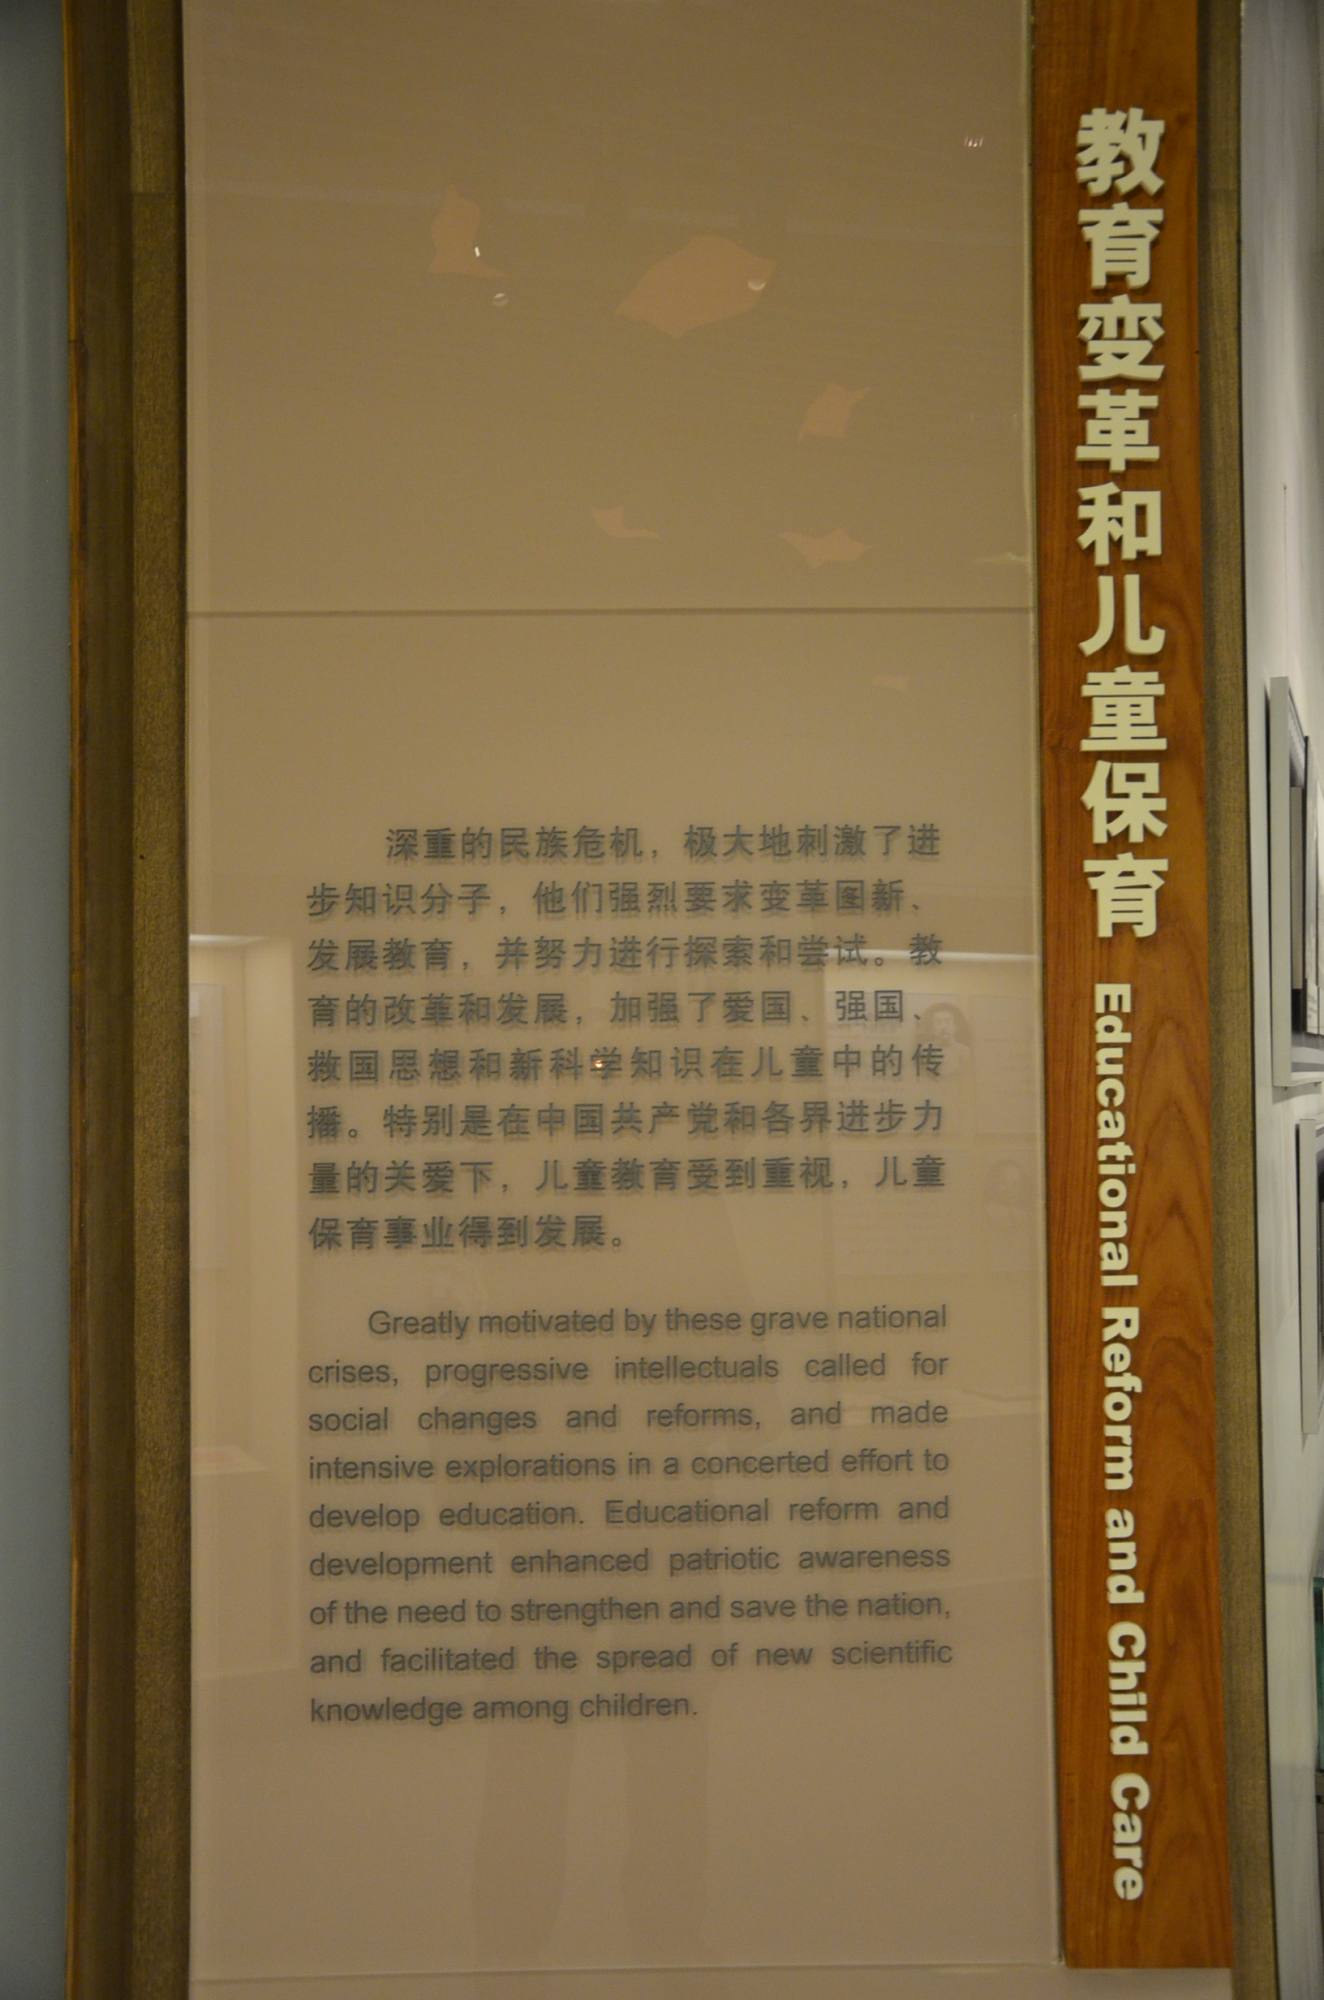 教育变革和儿童保育 Educational Reform and Child Care
深重的民族危机，极大地刺激了进
步知识分子，他们强烈要求变革图新、
发展教育，并努力进行探索和尝试。教
育的改革和发展，加强了爱国、强国、
救国思想和新科学知识在儿童中的传
播。特别是在中国共产党和各界进步力
量的关爱下，儿童教育受到重视，儿童
保育事业得到发展。
Greatly motivated by these grave national
crises, progressive intellectuals called for
social changes and reforms, and made
intensive explorations in a concerted effort to
develop education. Educational reform and
development enhanced patriotic awareness
of the need to strengthen and save the nation,
and facilitated the spread of new scientific
knowledge among children.